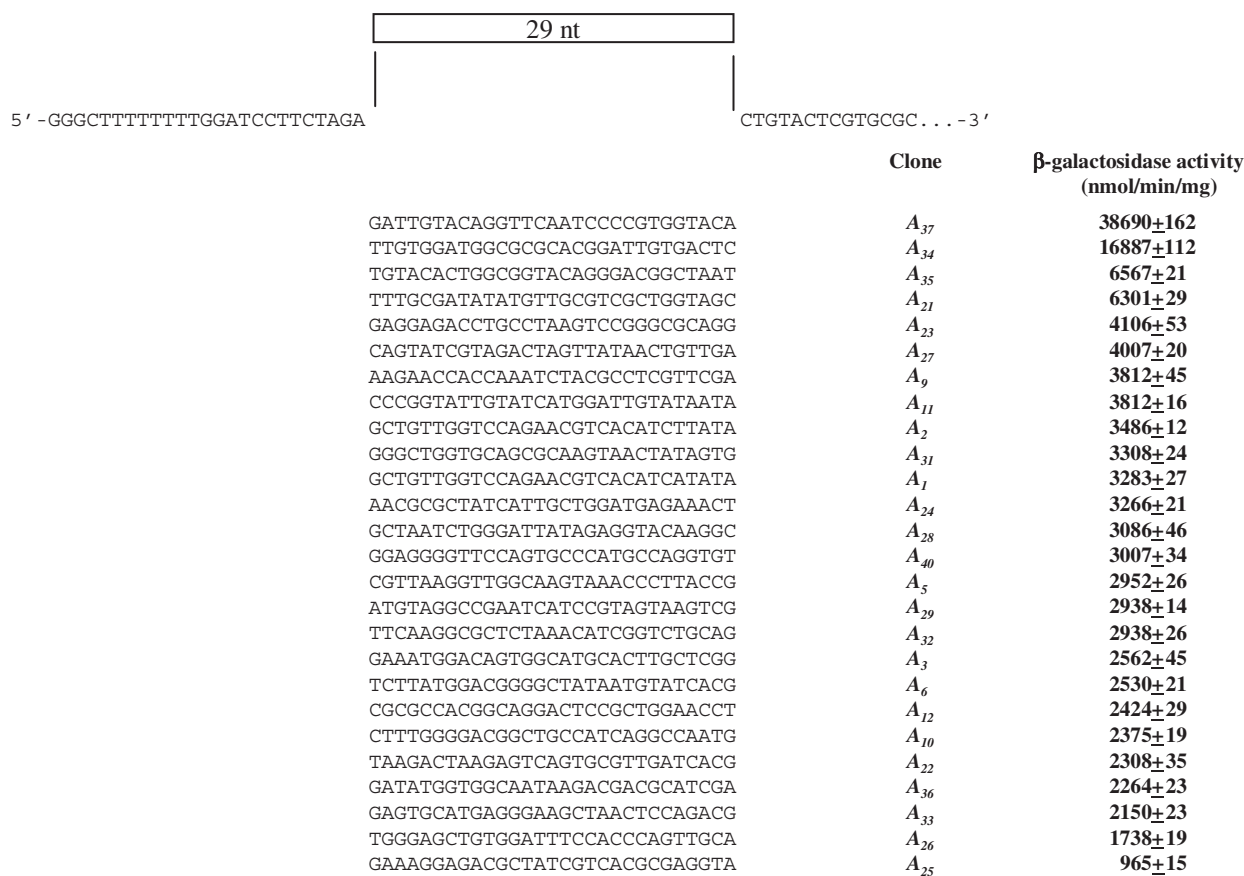 29 nt
5'-GGGCTTTTTTTTGGATCCTTCTAGA CTGTACTCGTGCGC...-3'
Clone β-galactosidase activity
(nmol/min/mg)
GATTGTACAGGTTCAATCCCCGTGGTACA A37 38690±162
TTGTGGATGGCGCGCACGGATTGTGACTC A34 16887±112
TGTACACTGGCGGTACAGGGACGGCTAAT A35 6567±21
TTTGCGATATATGTTGCGTCGCTGGTAGC A21 6301±29
GAGGAGACCTGCCTAAGTCCGGGCGCAGG A23 4106±53
CAGTATCGTAGACTAGTTATAACTGTTGA A27 4007±20
AAGAACCACCAAATCTACGCCTCGTTCGA A9 3812±45
CCCGGTATTGTATCATGGATTGTATAATA A11 3812±16
GCTGTTGGTCCAGAACGTCACATCTTATA A2 3486±12
GGGCTGGTGCAGCGCAAGTAACTATAGTG A31 3308±24
GCTGTTGGTCCAGAACGTCACATCATATA A1 3283±27
AACGCGCTATCATTGCTGGATGAGAAACT A24 3266±21
GCTAATCTGGGATTATAGAGGTACAAGGC A28 3086±46
GGAGGGGTTCCAGTGCCCATGCCAGGTGT A40 3007±34
CGTTAAGGTTGGCAAGTAAACCCTTACCG A5 2952±26
ATGTAGGCCGAATCATCCGTAGTAAGTCG A29 2938±14
TTCAAGGCGCTCTAAACATCGGTCTGCAG A32 2938±26
GAAATGGACAGTGGCATGCACTTGCTCGG A3 2562±45
TCTTATGGACGGGGCTATAATGTATCACG A6 2530±21
CGCGCCACGGCAGGACTCCGCTGGAACCT A12 2424±29
CTTTGGGGACGGCTGCCATCAGGCCAATG A10 2375±19
TAAGACTAAGAGTCAGTGCGTTGATCACG A22 2308±35
GATATGGTGGCAATAAGACGACGCATCGA A36 2264±23
GAGTGCATGAGGGAAGCTAACTCCAGACG A33 2150±23
TGGGAGCTGTGGATTTCCACCCAGTTGCA A26 1738±19
GAAAGGAGACGCTATCGTCACGCGAGGTA A25 965±15